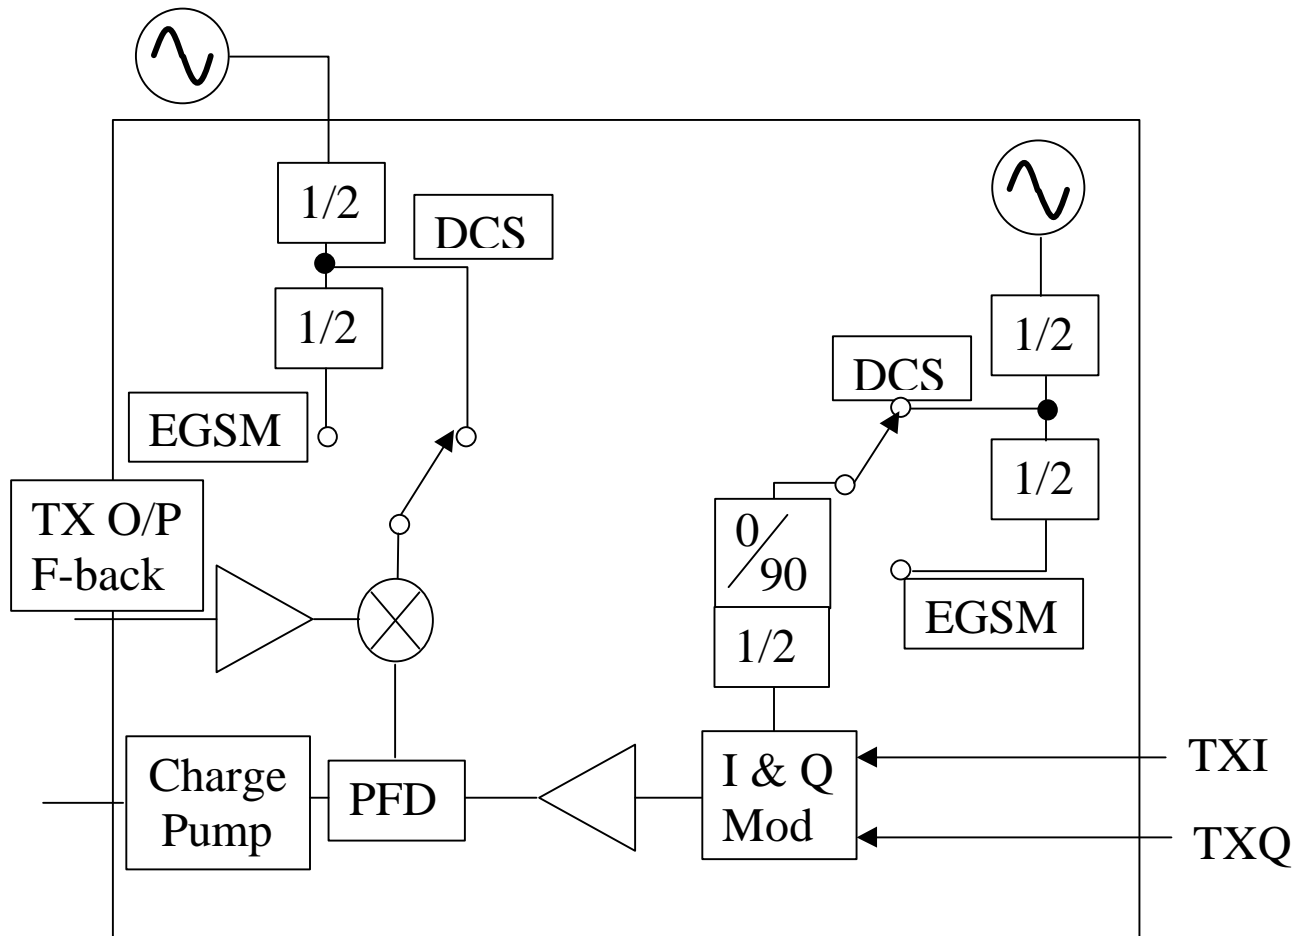 1/2
DCS
1/2
1/2
DCS
EGSM
1/2
TX O/P
F-back
0/90
EGSM
1/2
Charge
Pump
PFD
I & Q
Mod
TXI
TXQ